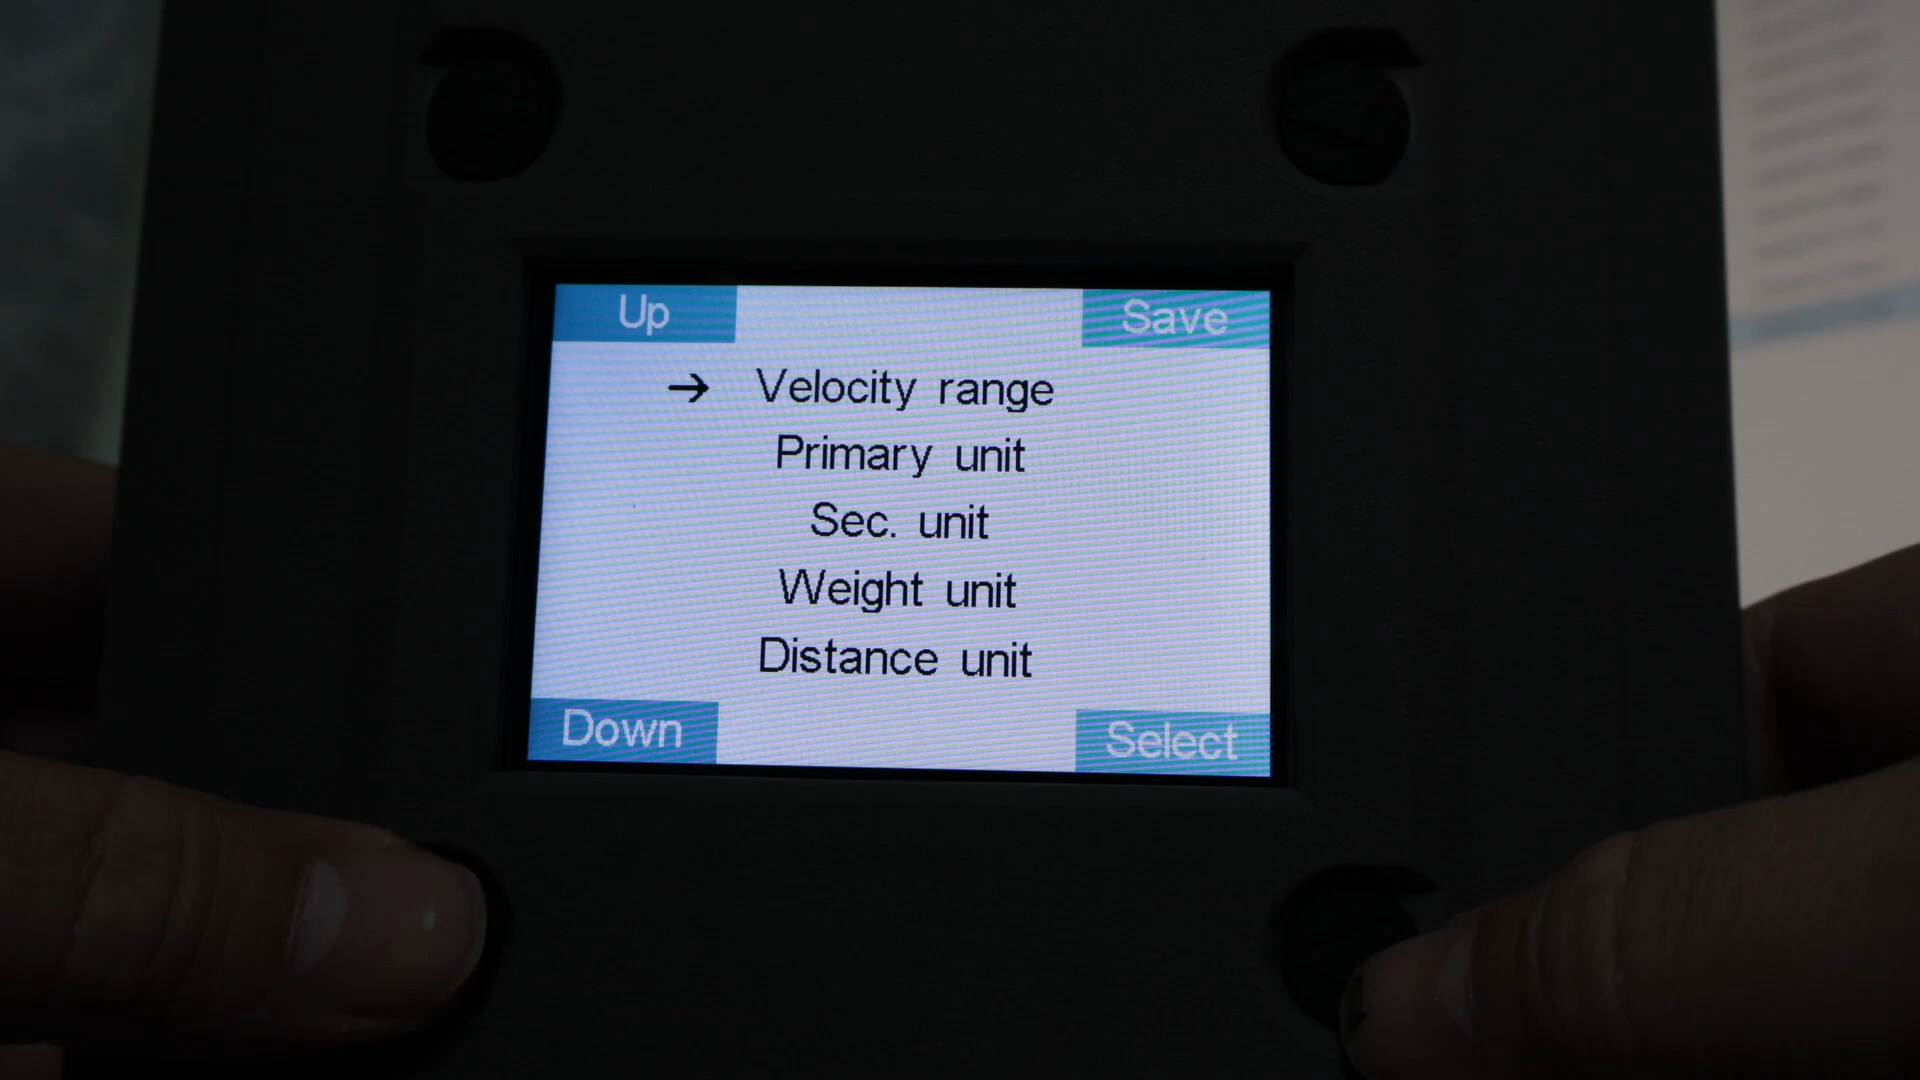 Up
Save
→ Velocity range
Primary unit
Sec. unit
Weight unit
Distance unit
Down
Select